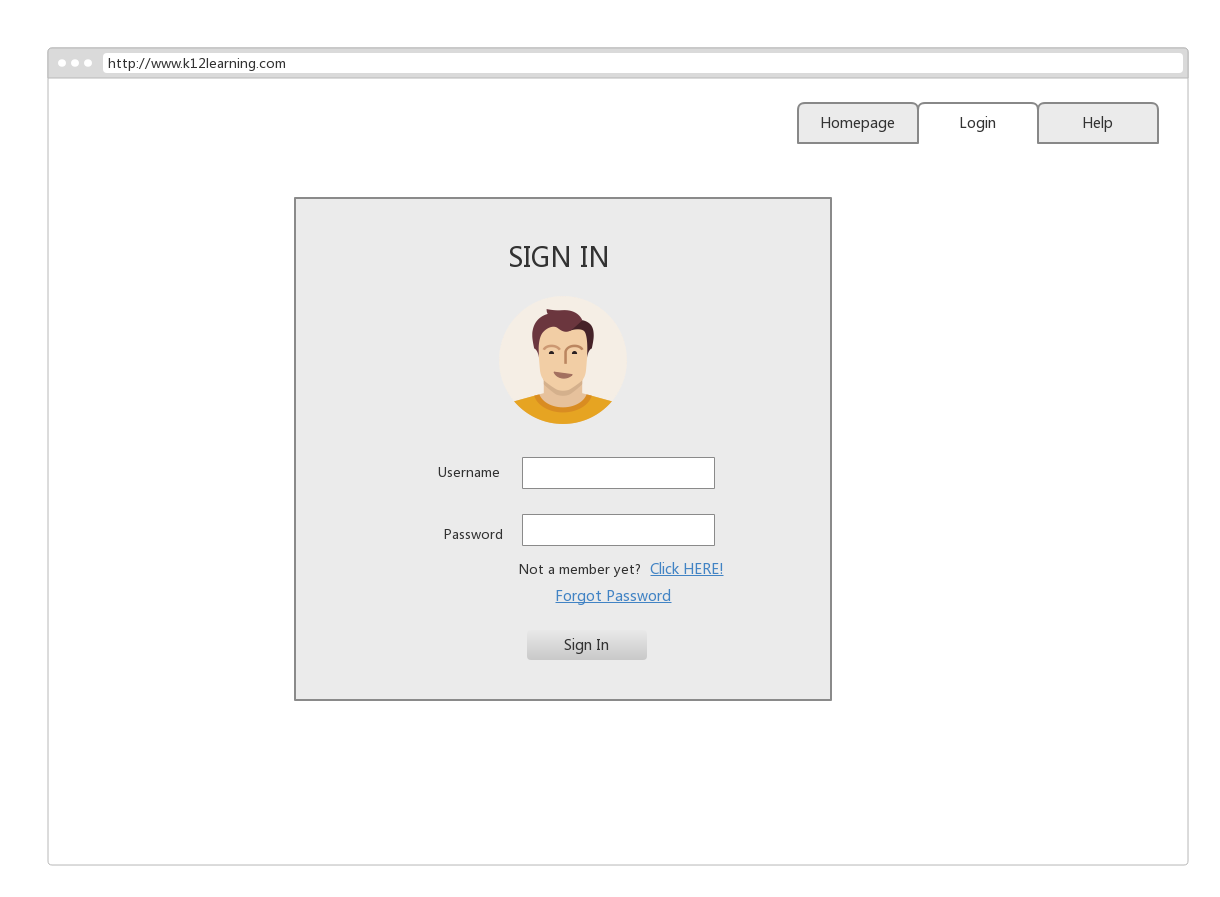 http://www.k12learning.com
Homepage Login Help
SIGN IN
Username
Password
Not a member yet? Click HERE!
Forgot Password
Sign In